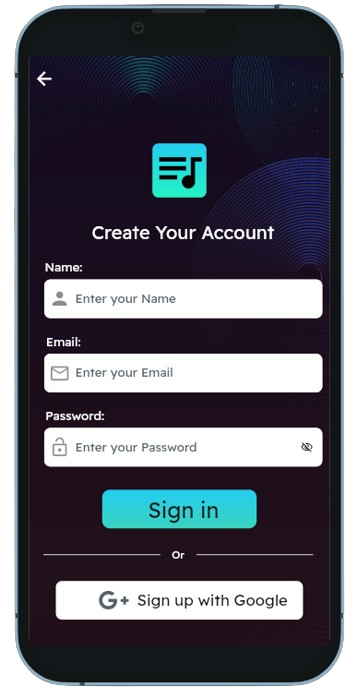 Create Your Account
Name:
Enter your Name
Email:
Enter your Email
Password:
Enter your Password
Sign in
Or
G+ Sign up with Google